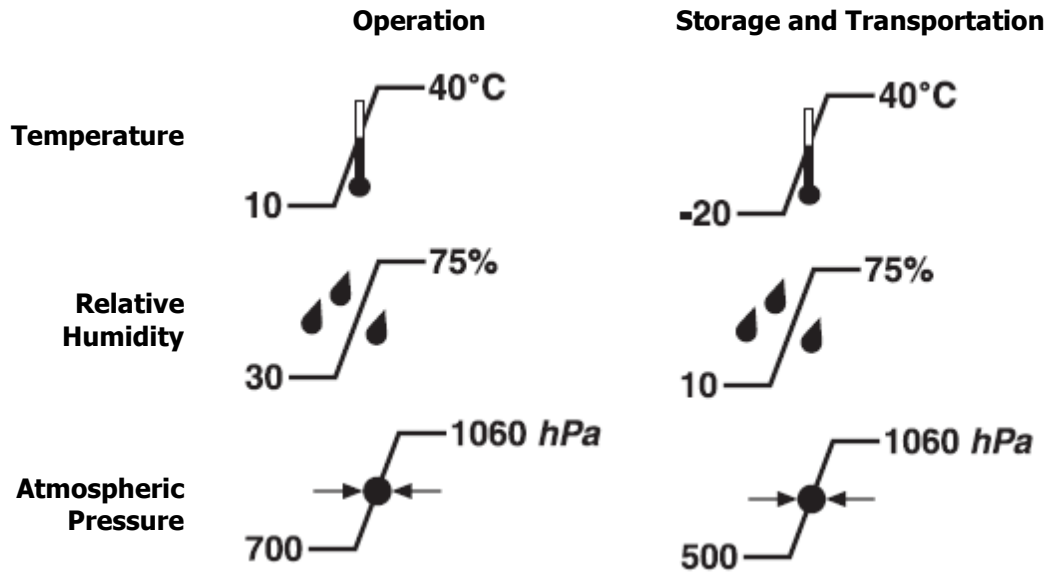 Operation
Storage and Transportation
Temperature
40°C
10
40°C
-20
Relative
Humidity
75%
30
75%
10
Atmospheric
Pressure
1060 hPa
700
1060 hPa
500